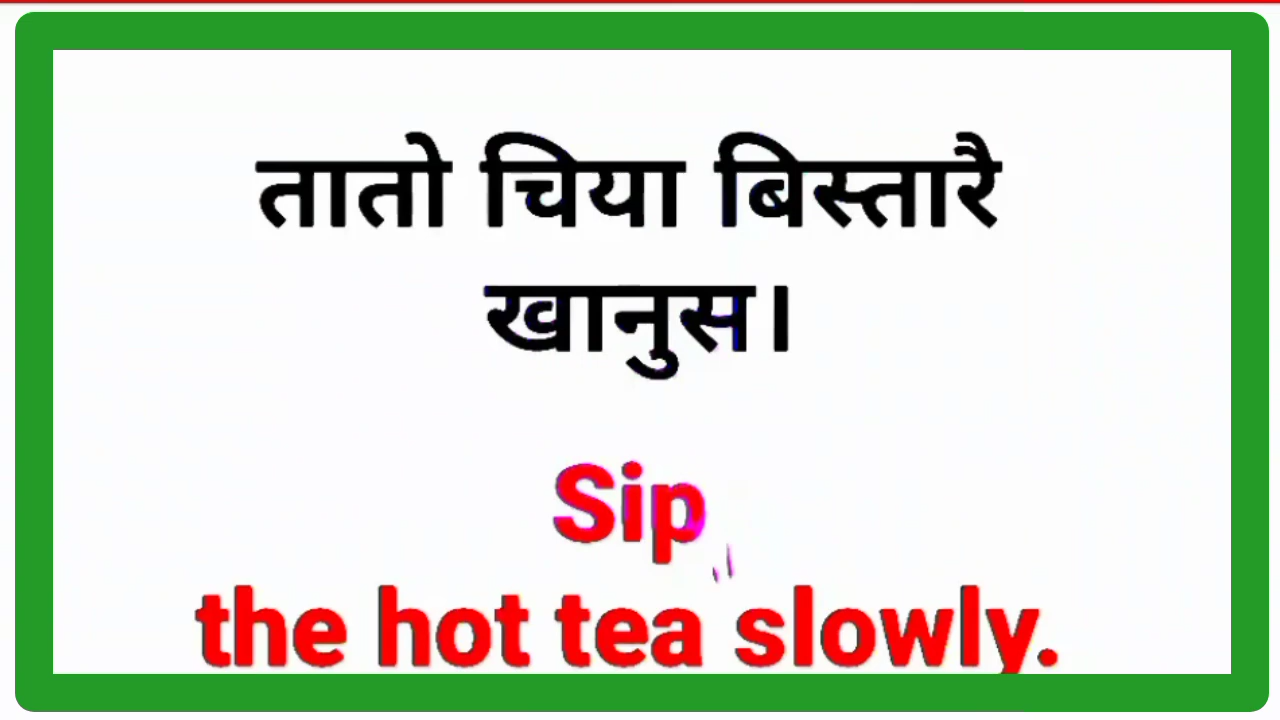 तातो चिया बिस्तारै
खानुस।
Sip
the hot tea slowly.